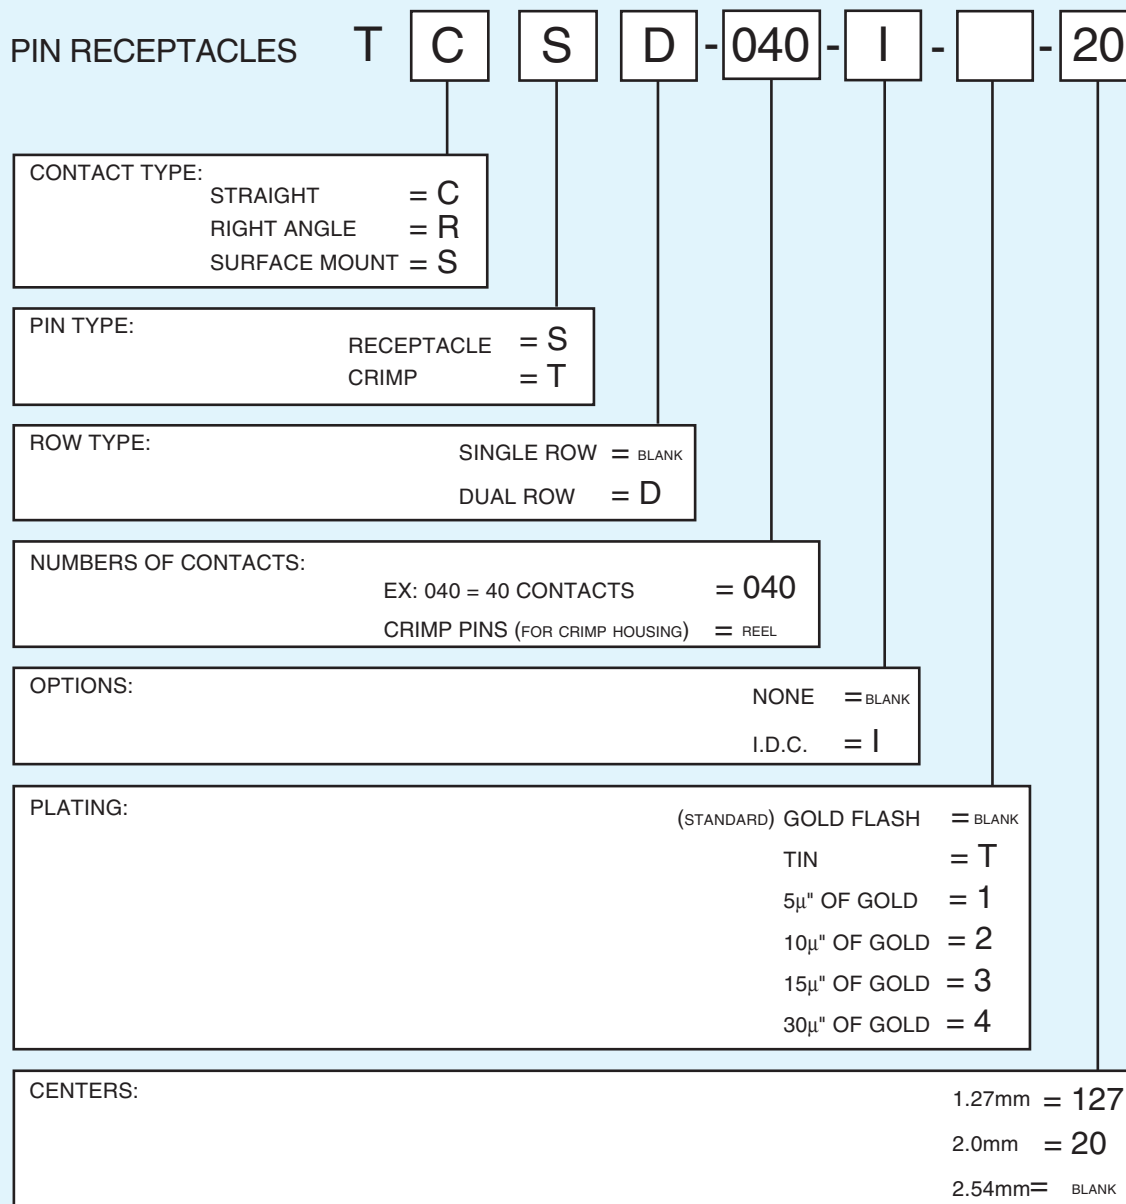 PIN RECEPTACLES T C S D - 040 - I - - 20
CONTACT TYPE:
STRAIGHT = C
RIGHT ANGLE = R
SURFACE MOUNT = S
PIN TYPE:
RECEPTACLE = S
CRIMP = T
ROW TYPE:
SINGLE ROW = BLANK
DUAL ROW = D
NUMBERS OF CONTACTS:
EX: 040 = 40 CONTACTS = 040
CRIMP PINS (FOR CRIMP HOUSING) = REEL
OPTIONS:
NONE = BLANK
I.D.C. = I
PLATING:
(STANDARD) GOLD FLASH = BLANK
TIN = T
5µ" OF GOLD = 1
10µ" OF GOLD = 2
15µ" OF GOLD = 3
30µ" OF GOLD = 4
CENTERS:
1.27mm = 127
2.0mm = 20
2.54mm= BLANK